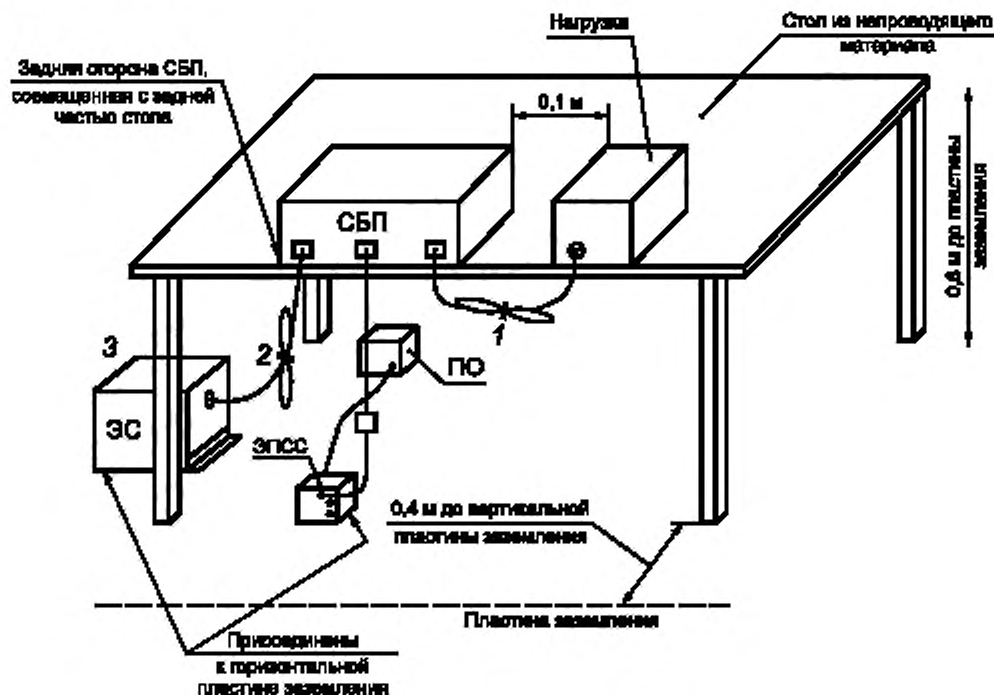 Нагрузка
Стол из непроводящего
материала
Задняя сторона СБП,
совмещенная с задней
частью стола
0,1 м
СБП
0,8 м до пластины
заземления
1
3
2
ПО
ЭС
ЭПСС
0,4 м до вертикальной
пластины заземления
Пластина заземления
Присоединены
к горизонтальной
пластине заземления